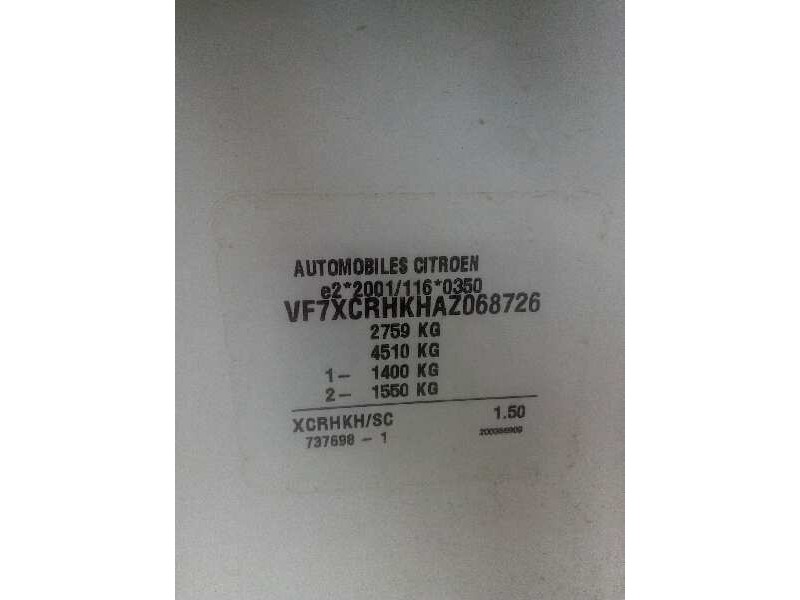 AUTOMOBILES CITROEN
e2*2001/116*0350
VF7XCRHKHAZ068726
2759 KG
4510 KG
1- 1400 KG
2- 1550 KG
XCRHKH/SC 1.50
737698-1